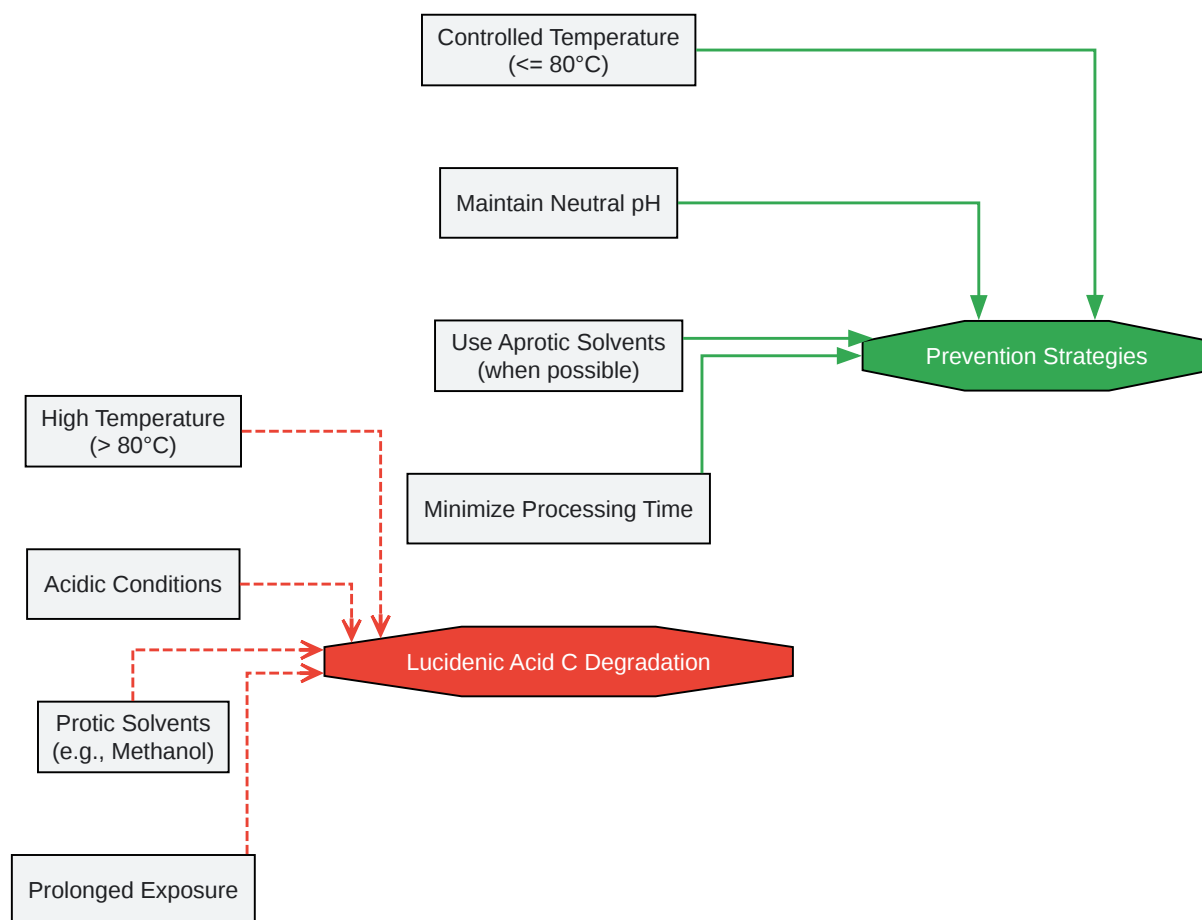 Controlled Temperature
(<= 80°C)
Maintain Neutral pH
Use Aprotic Solvents
(when possible)
Prevention Strategies
High Temperature
(> 80°C)
Minimize Processing Time
Acidic Conditions
Lucidenic Acid C Degradation
Protic Solvents
(e.g., Methanol)
Prolonged Exposure